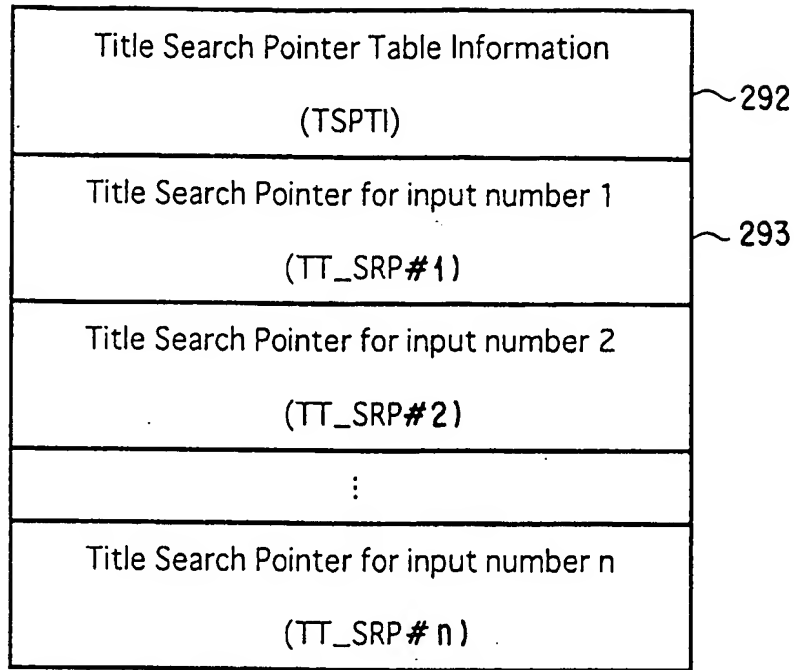 Title Search Pointer Table Information
(TSPTI)
292
Title Search Pointer for input number 1
(TT_SRP#1)
293
Title Search Pointer for input number 2
(TT_SRP#2)
⋮
Title Search Pointer for input number n
(TT_SRP#n)